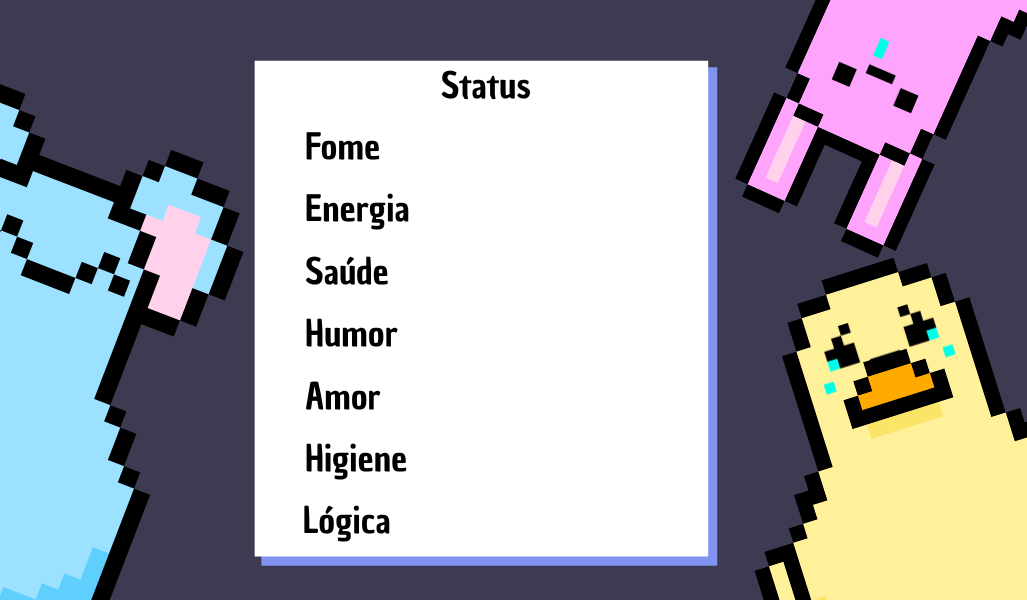 Status
Fome
Energia
Saúde
Humor
Amor
Higiene
Lógica